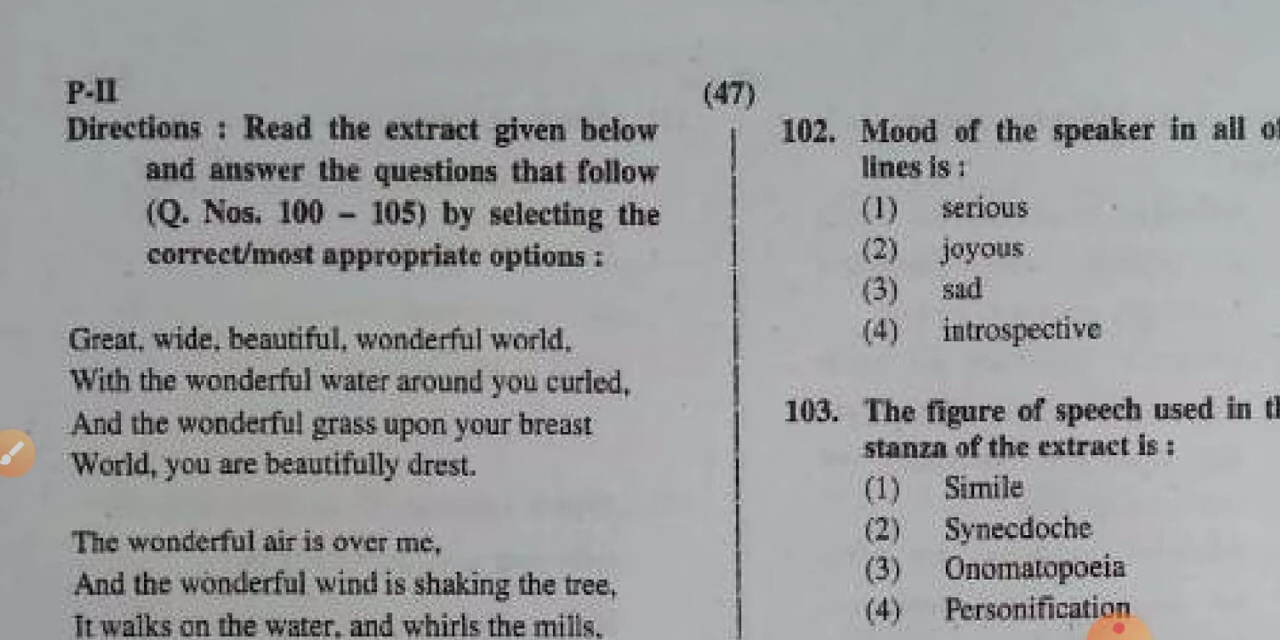 P-II
(47)
Directions : Read the extract given below
and answer the questions that follow
(Q. Nos. 100 – 105) by selecting the
correct/most appropriate options :
Great, wide, beautiful, wonderful world,
With the wonderful water around you curled,
And the wonderful grass upon your breast
World, you are beautifully drest.
The wonderful air is over me,
And the wonderful wind is shaking the tree,
It walks on the water, and whirls the mills,
102. Mood of the speaker in all of
lines is :
(1) serious
(2) joyous
(3) sad
(4) introspective
103. The figure of speech used in
stanza of the extract is :
(1) Simile
(2) Synecdoche
(3) Onomatopoeia
(4) Personification